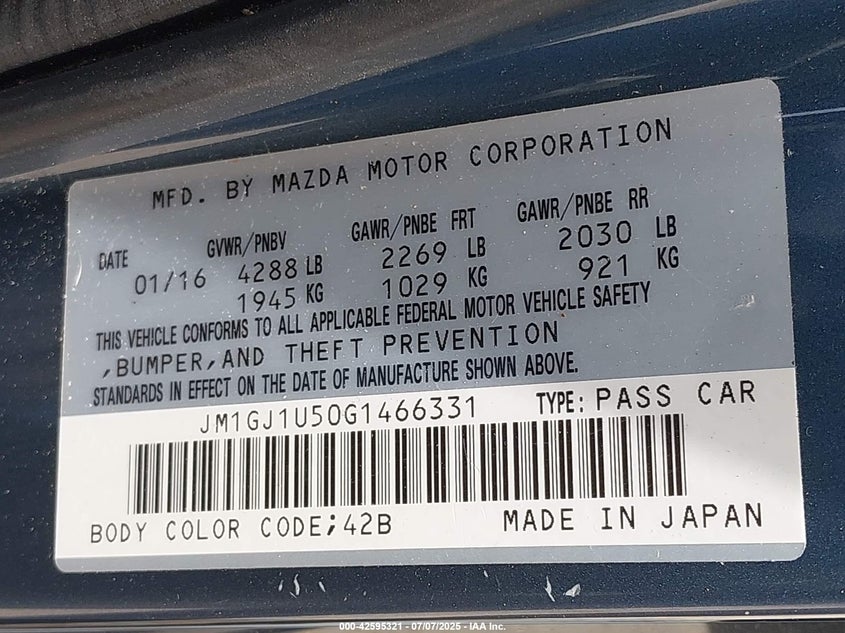 MFD. BY MAZDA MOTOR CORPORATION
DATE GVWR/PNBV GAWR/PNBE FRT GAWR/PNBE RR
01/16 4288 LB 2269 LB 2030 LB
1945 KG 1029 KG 921 KG
THIS VEHICLE CONFORMS TO ALL APPLICABLE FEDERAL MOTOR VEHICLE SAFETY
,BUMPER,AND THEFT PREVENTION
STANDARDS IN EFFECT ON THE DATE OF MANUFACTURE SHOWN ABOVE.
JM1GJ1U50G1466331 TYPE: PASS CAR
BODY COLOR CODE;42B MADE IN JAPAN
000-42595321 - 07/07/2025 - IAA Inc.